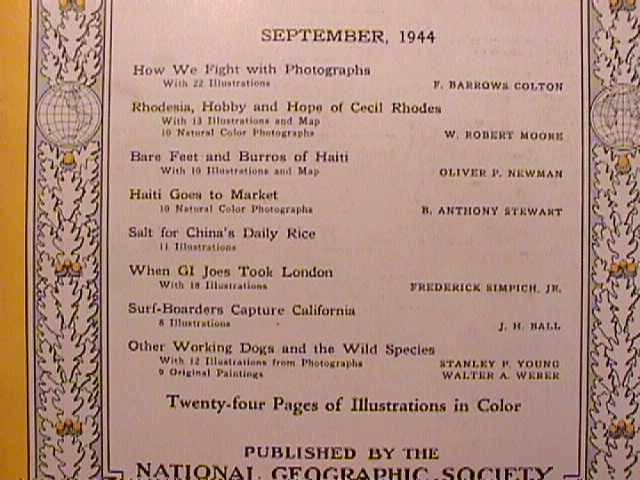 SEPTEMBER, 1944
How We Fight with Photographs
With 22 Illustrations
F. BARROWS COLTON
Rhodesia, Hobby and Hope of Cecil Rhodes
With 13 Illustrations and Map
10 Natural Color Photographs
W. ROBERT MOORE
Bare Feet and Burros of Haiti
With 10 Illustrations and Map
OLIVER P. NEWMAN
Haiti Goes to Market
10 Natural Color Photographs
B. ANTHONY STEWART
Salt for China's Daily Rice
11 Illustrations
When GI Joes Took London
With 18 Illustrations
FREDERICK SIMPICH, JR.
Surf-Boarders Capture California
8 Illustrations
J. H. BALL
Other Working Dogs and the Wild Species
With 12 Illustrations from Photographs
STANLEY P. YOUNG
9 Original Paintings
WALTER A. WEBER
Twenty-four Pages of Illustrations in Color
PUBLISHED BY THE
NATIONAL GEOGRAPHIC SOCIETY